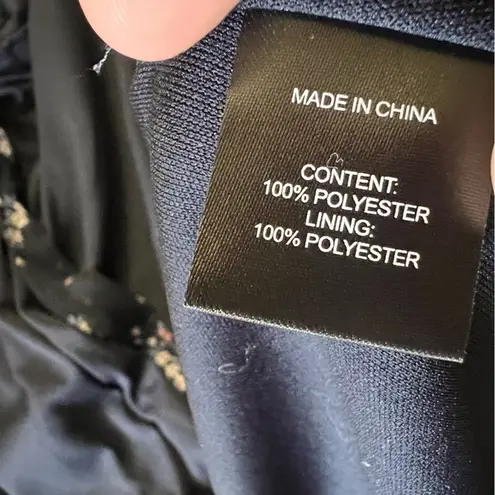 MADE IN CHINA
CONTENT:
100% POLYESTER
LINING:
100% POLYESTER